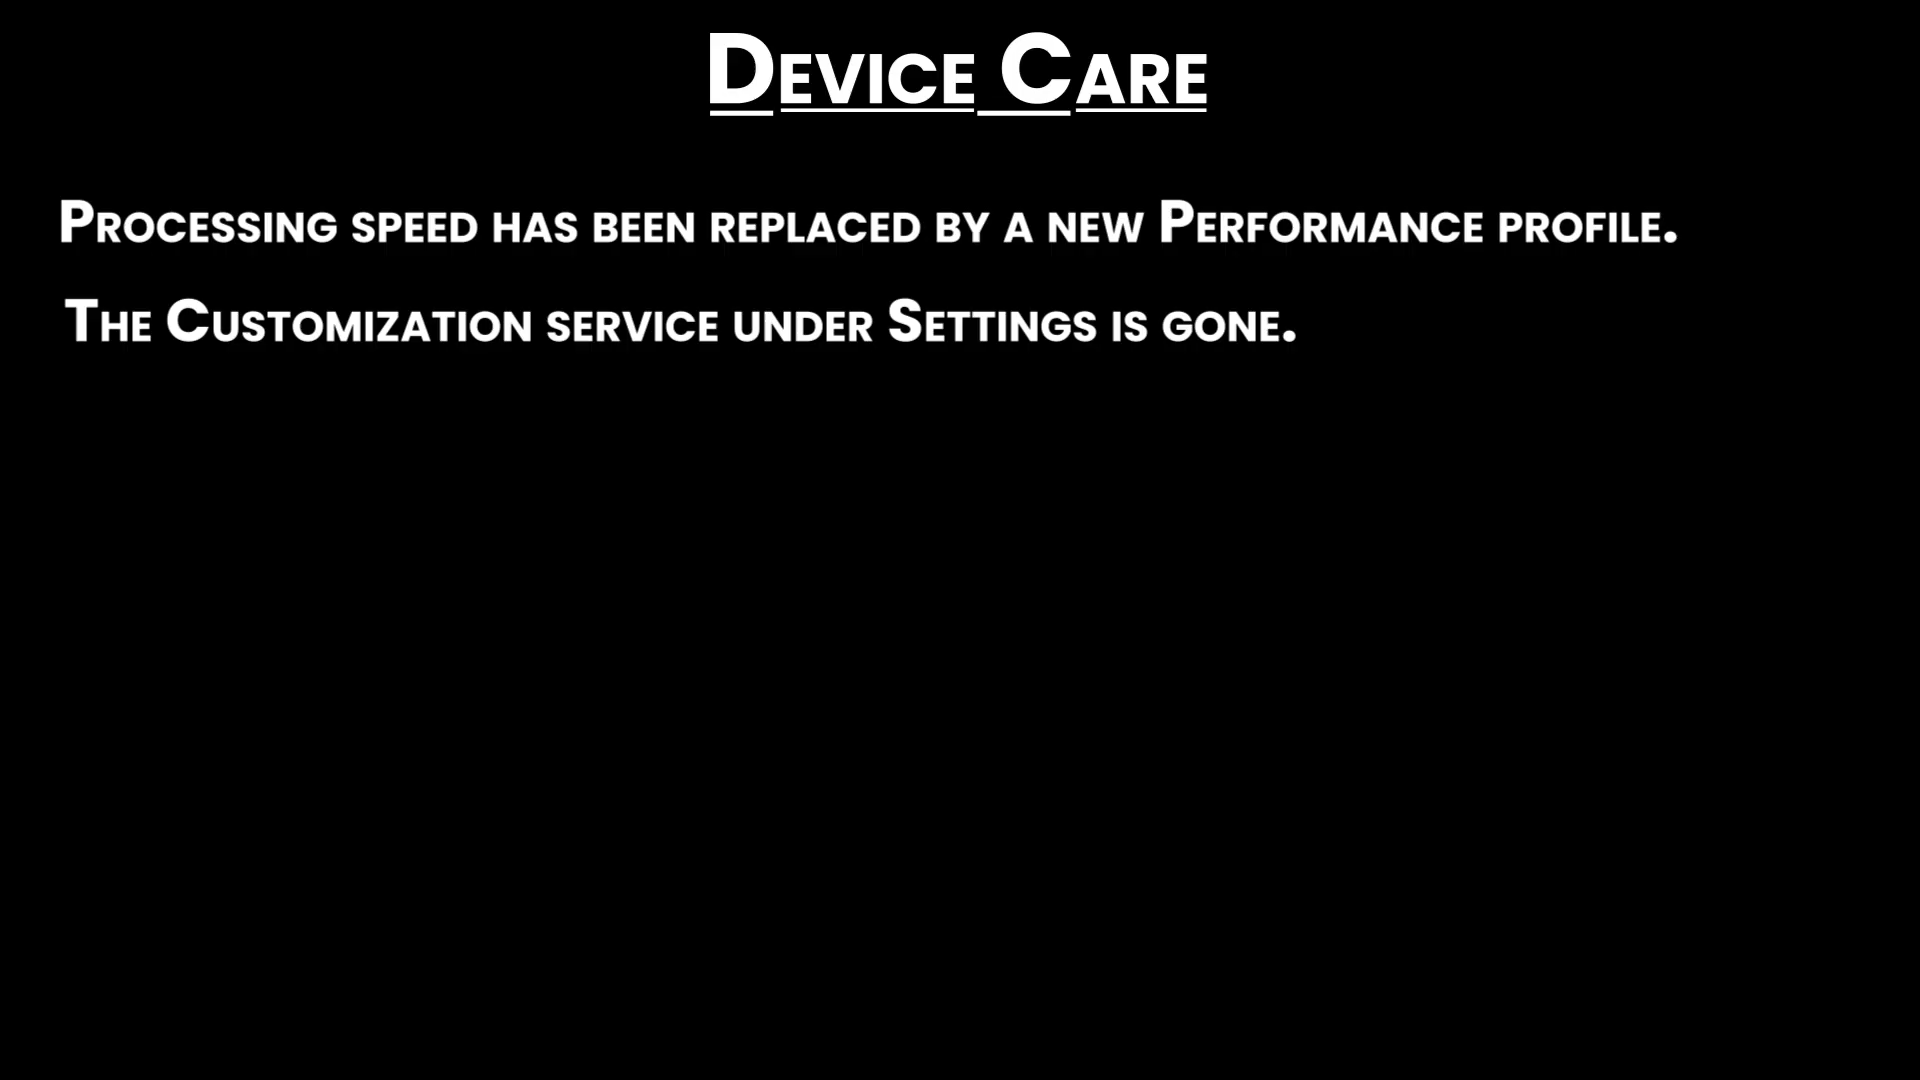 Device Care
Processing speed has been replaced by a new Performance profile.
The Customization service under Settings is gone.